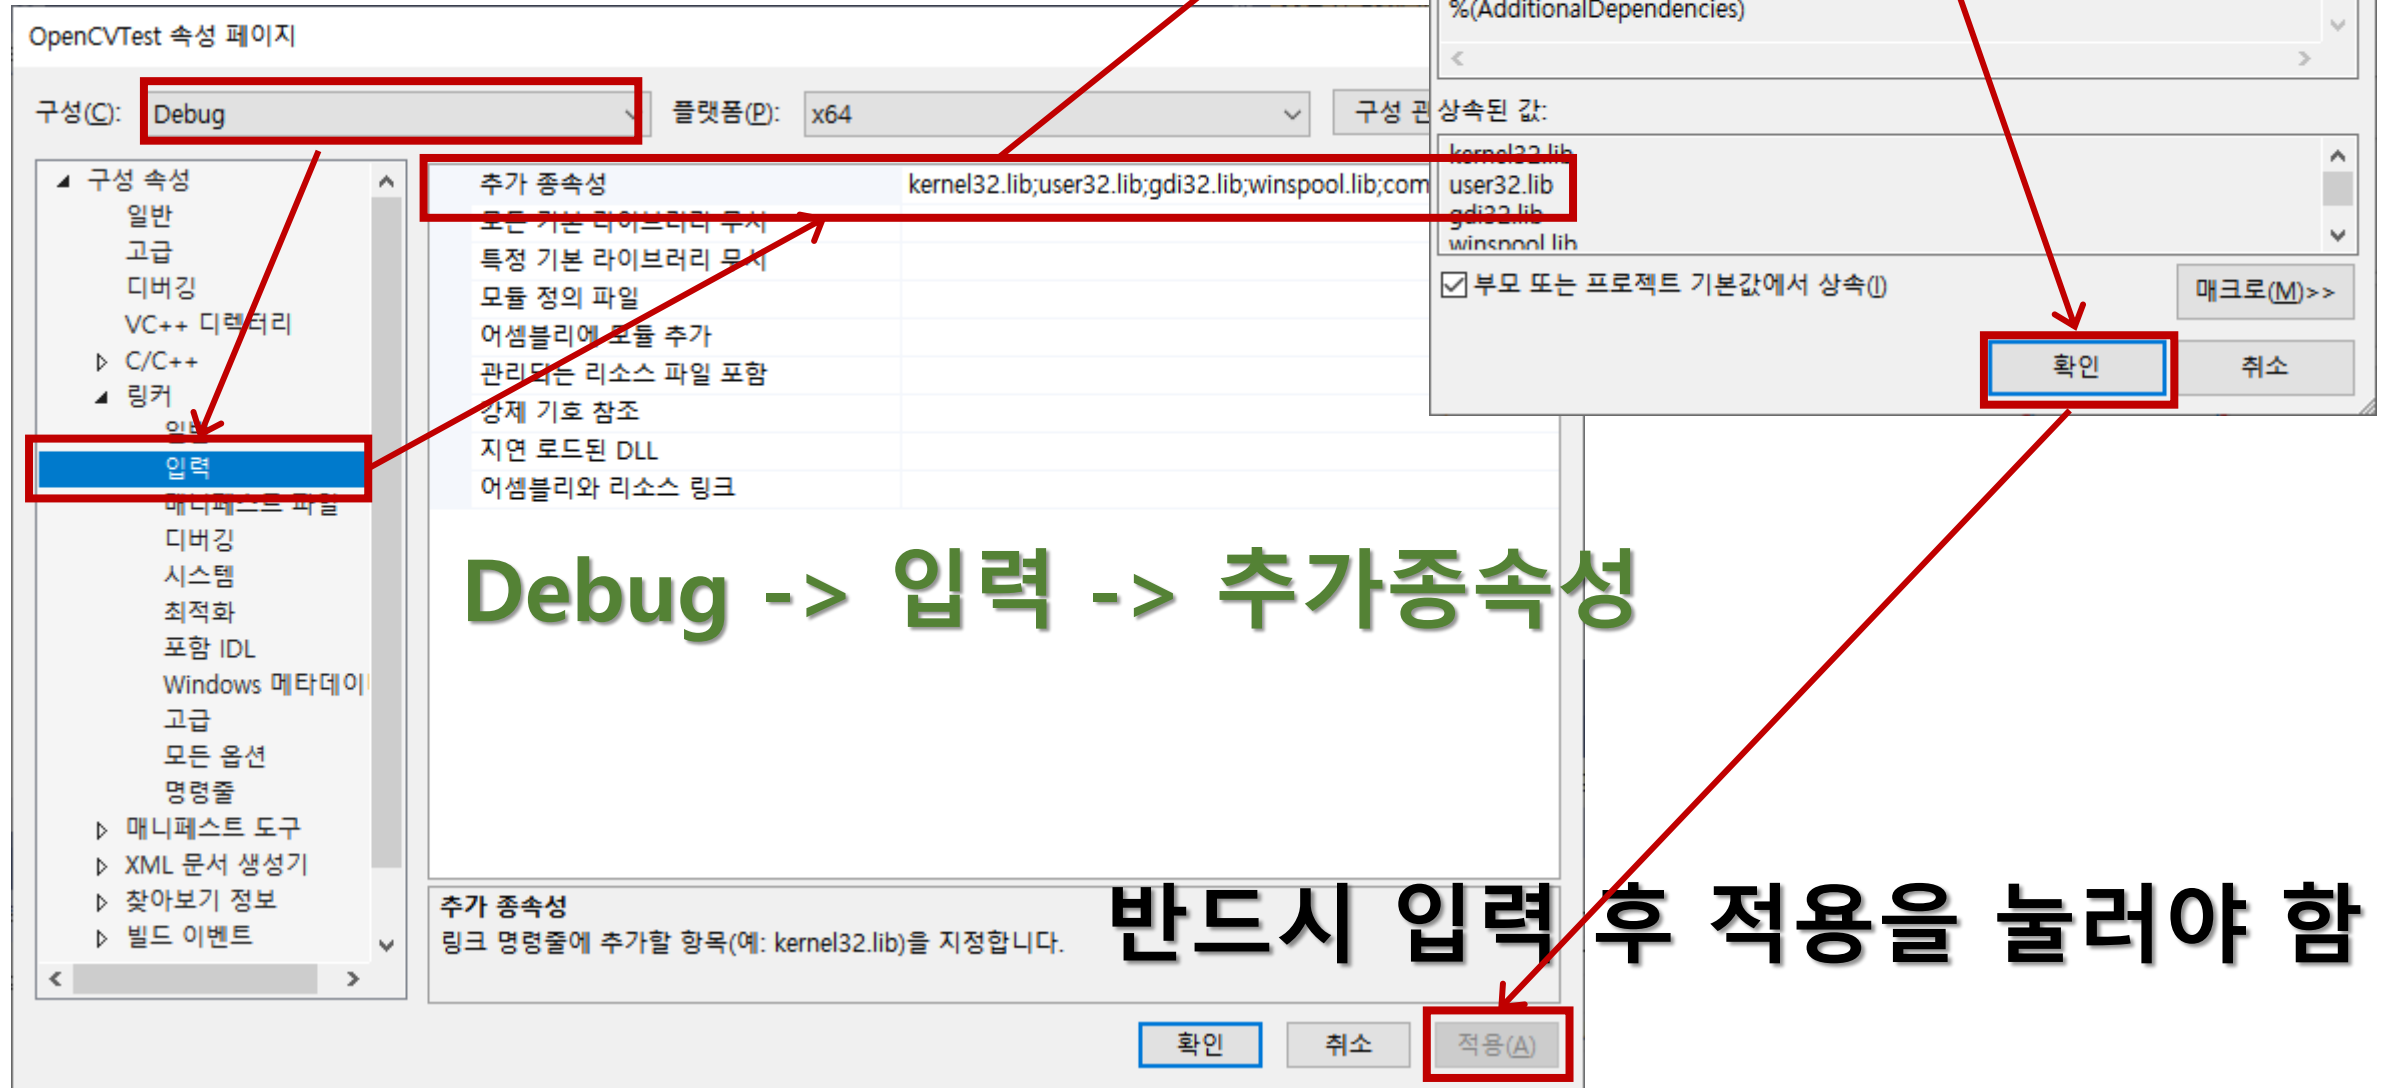 OpenCVTest 속성 페이지
구성(C):
Debug
플랫폼(P):
x64
구성 관
구성 속성
일반
고급
디버깅
VC++ 디렉터리
C/C++
링커
일반
입력
매니페스트 파일
디버깅
시스템
최적화
포함 IDL
Windows 메타데이
고급
모든 옵션
명령줄
매니페스트 도구
XML 문서 생성기
찾아보기 정보
빌드 이벤트
추가 종속성 kernel32.lib;user32.lib;gdi32.lib;winspool.lib;com
모든 기본 라이브러리 무시
특정 기본 라이브러리 무시
모듈 정의 파일
어셈블리에 모듈 추가
관리되는 리소스 파일 포함
강제 기호 참조
지연 로드된 DLL
어셈블리와 리소스 링크
Debug -> 입력 -> 추가종속성
추가 종속성
링크 명령줄에 추가할 항목(예: kernel32.lib)을 지정합니다.
반드시 입력 후 적용을 눌러야 함
확인
취소
적용(A)
%(AdditionalDependencies)
상속된 값:
kernel32.lib
user32.lib
gdi32.lib
winspool.lib
부모 또는 프로젝트 기본값에서 상속(I)
매크로(M)>>
확인
취소